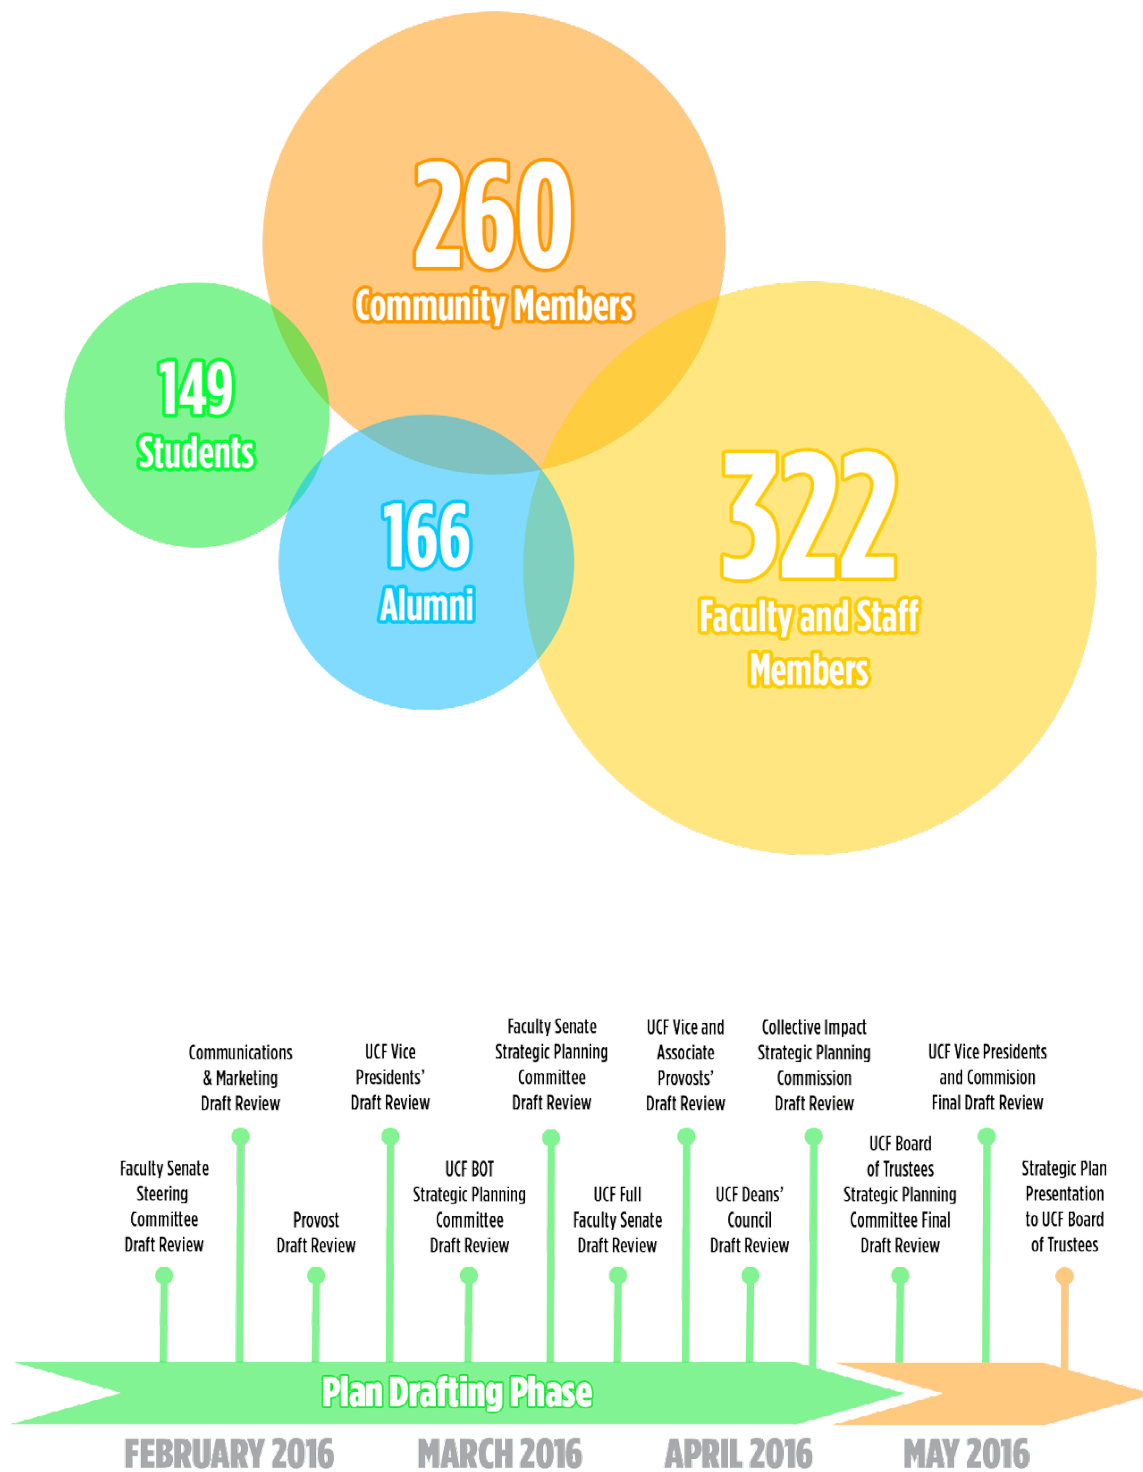 260
Community Members
149
Students
166
Alumni
322
Faculty and Staff
Members
Faculty Senate
Steering
Committee
Draft Review
Communications
& Marketing
Draft Review
Provost
Draft Review
UCF Vice
Presidents'
Draft Review
UCF BOT
Strategic Planning
Committee
Draft Review
Faculty Senate
Strategic Planning
Committee
Draft Review
UCF Full
Faculty Senate
Draft Review
UCF Vice and
Associate
Provosts'
Draft Review
UCF Deans'
Council
Draft Review
Collective Impact
Strategic Planning
Commission
Draft Review
UCF Board
of Trustees
Strategic Planning
Committee Final
Draft Review
UCF Vice Presidents
and Commision
Final Draft Review
Strategic Plan
Presentation
to UCF Board
of Trustees
Plan Drafting Phase
FEBRUARY 2016
MARCH 2016
APRIL 2016
MAY 2016